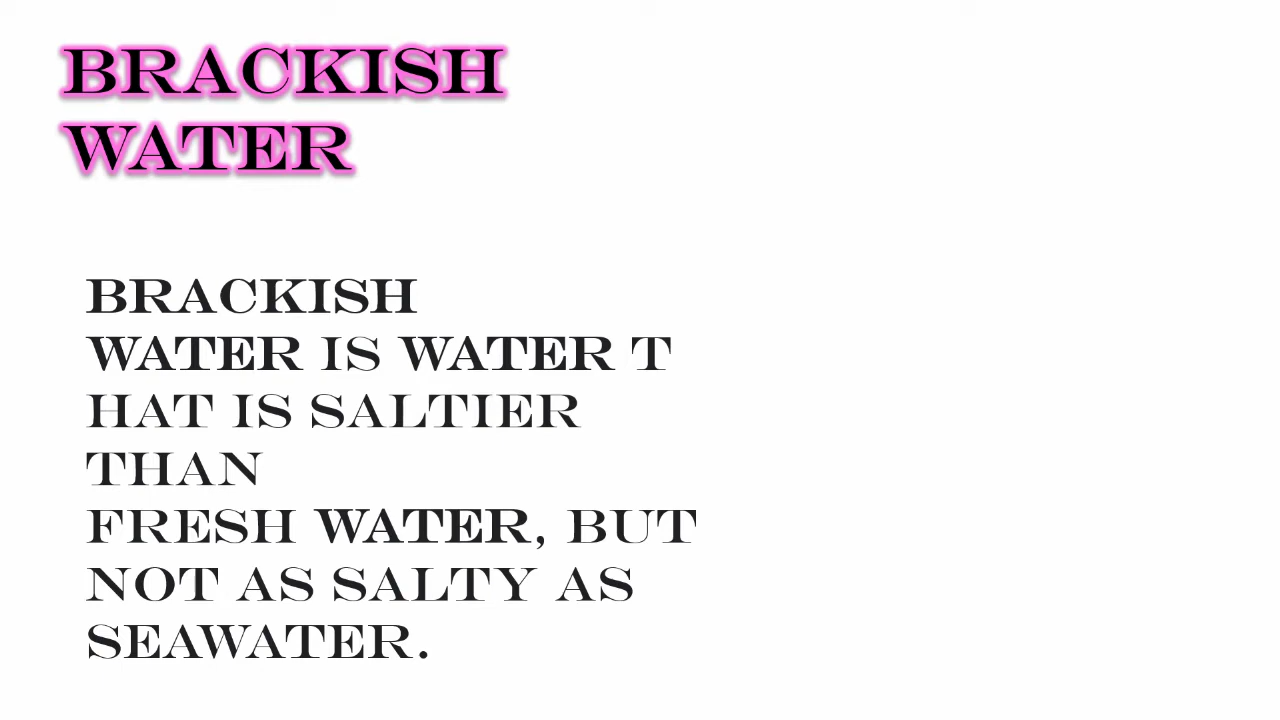 BRACKISH
WATER
BRACKISH
WATER IS WATER T
HAT IS SALTIER
THAN
FRESH WATER, BUT
NOT AS SALTY AS
SEAWATER.